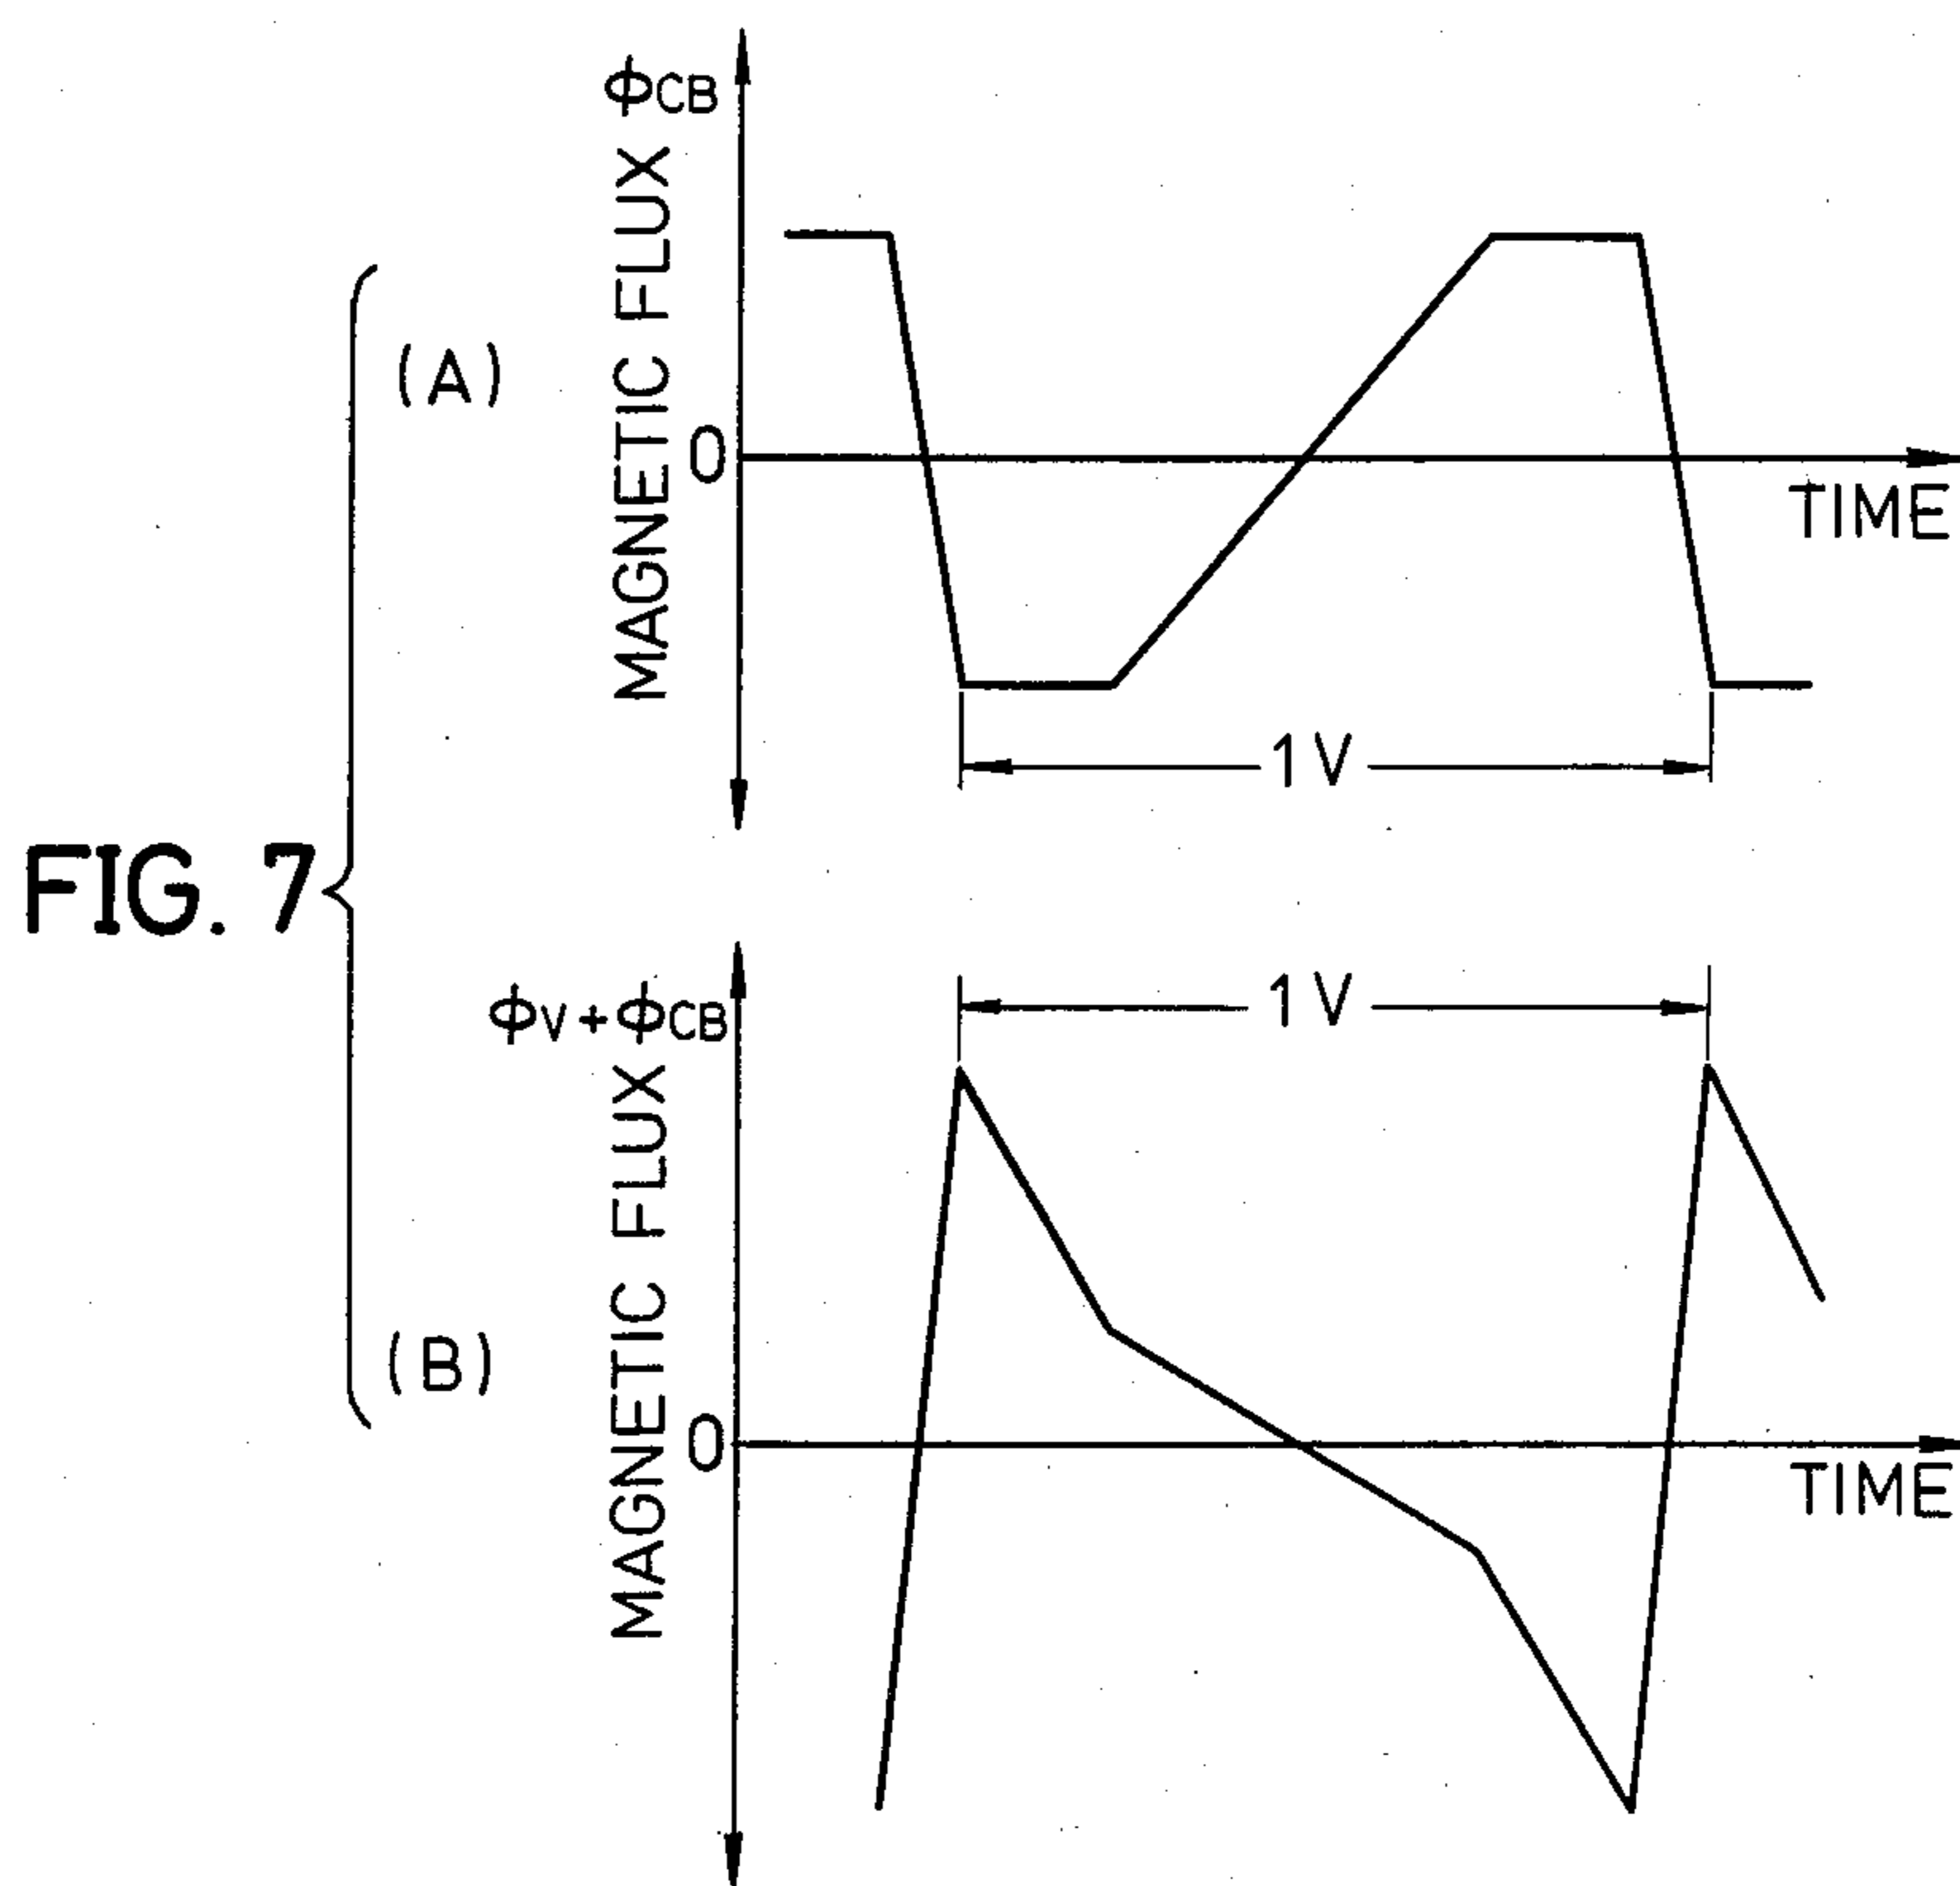 FIG. 7
(A)
MAGNETIC FLUX ΦCB
0
TIME
1V
(B)
MAGNETIC FLUX ΦV+ΦCB
0
TIME
1V